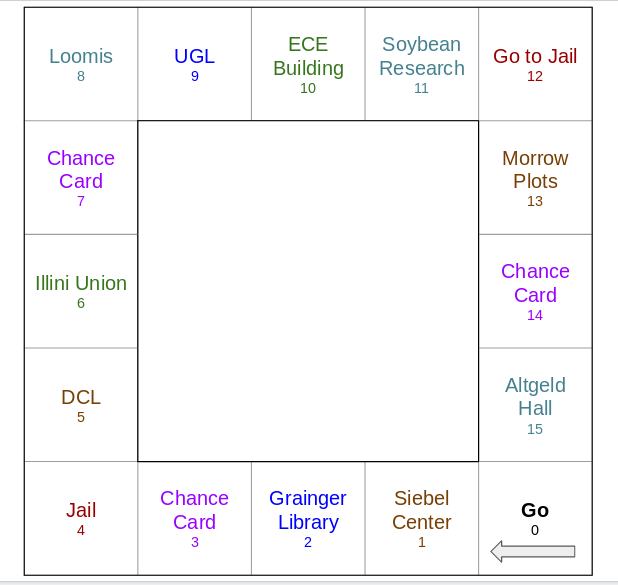 Loomis
8
UGL
9
ECE
Building
10
Soybean
Research
11
Go to Jail
12
Chance
Card
7
Morrow
Plots
13
Illini Union
6
Chance
Card
14
DCL
5
Altgeld
Hall
15
Jail
4
Chance
Card
3
Grainger
Library
2
Siebel
Center
1
Go
0